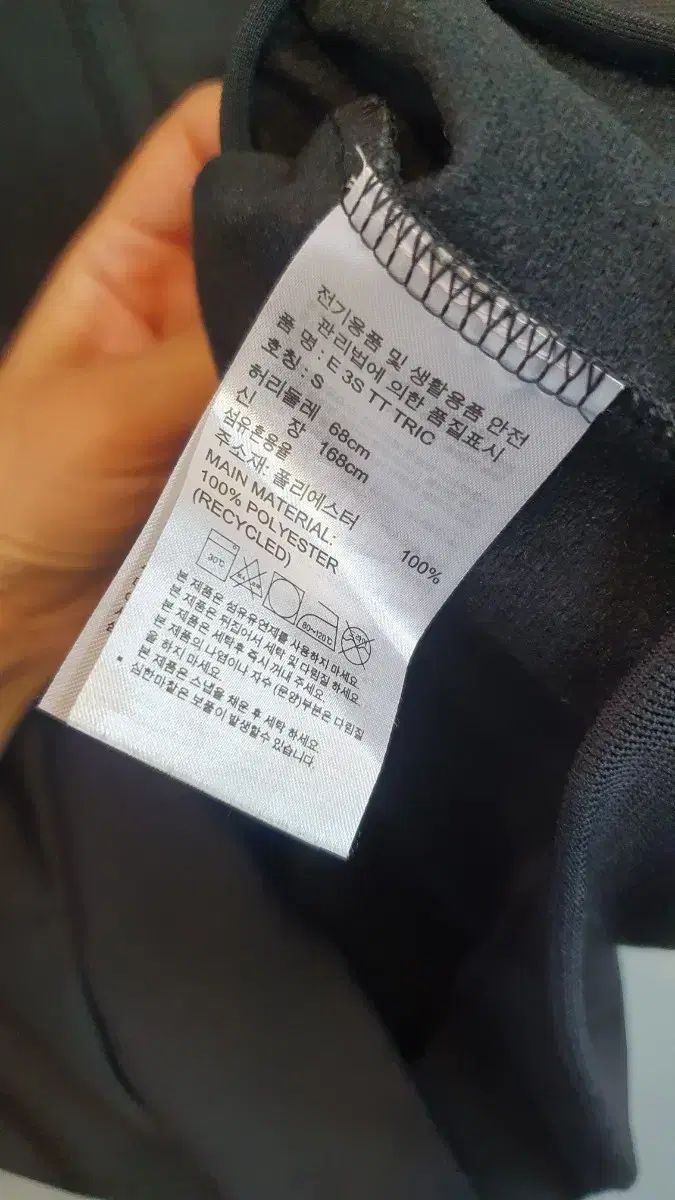 전기용품 및 생활용품 안전
관리법에 의한 품질표시
품 명 : E 3S TT TRIC
호칭 : S
허리둘레 68cm
신 장 168cm
섬유혼용율
주소재: 폴리에스터 100%
MAIN MATERIAL:
100% POLYESTER
(RECYCLED)
30℃
80~120℃
본 제품은 섬유유연제를 사용하지 마세요
본 제품은 뒤집어서 세탁 및 다림질 하세요
본 제품은 세탁후 즉시 꺼내 주세요.
본 제품의 나염이나 자수 (문양)부분은 다림질
을 하지 마세요.
본 제품은 스냅을 채운 후 세탁 하세요
* 심한마찰은 보풀이 발생할수 있습니다.